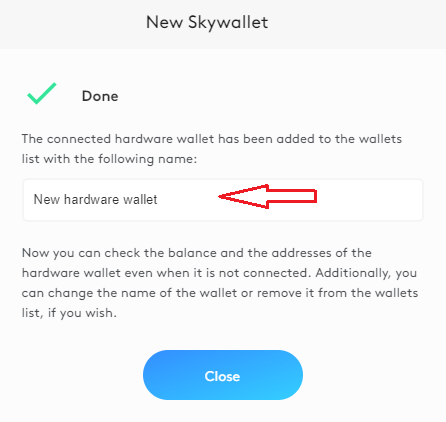 New Skywallet
Done
The connected hardware wallet has been added to the wallets
list with the following name:
New hardware wallet
Now you can check the balance and the addresses of the
hardware wallet even when it is not connected. Additionally, you
can change the name of the wallet or remove it from the wallets
list, if you wish.
Close